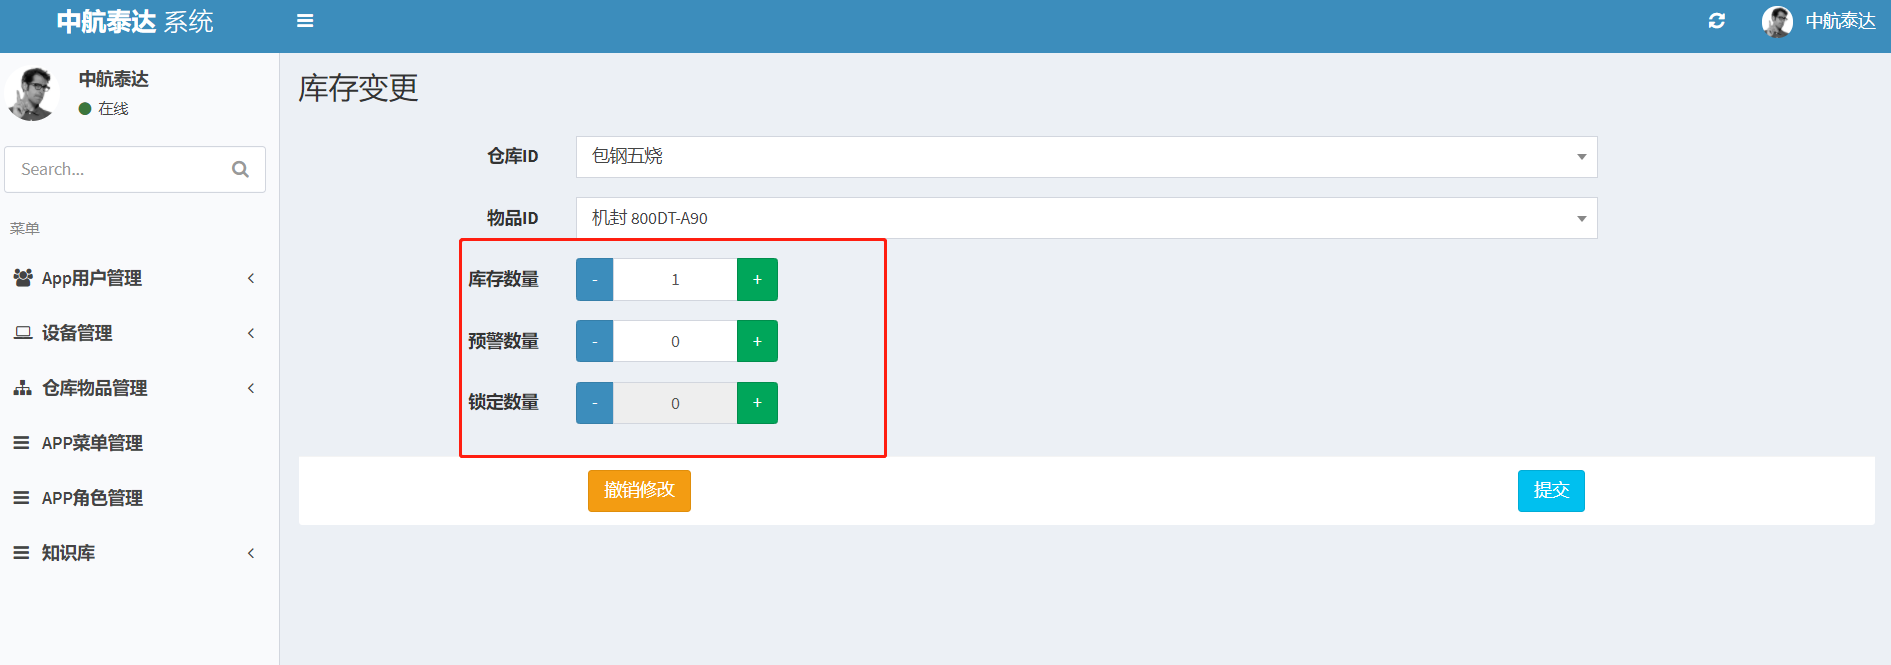 中航泰达 系统
中航泰达
中航泰达
在线
Search...
菜单
App用户管理
设备管理
仓库物品管理
APP菜单管理
APP角色管理
知识库
库存变更
仓库ID 包钢五烧
物品ID 机封 800DT-A90
库存数量 - 1 +
预警数量 - 0 +
锁定数量 - 0 +
撤销修改 提交